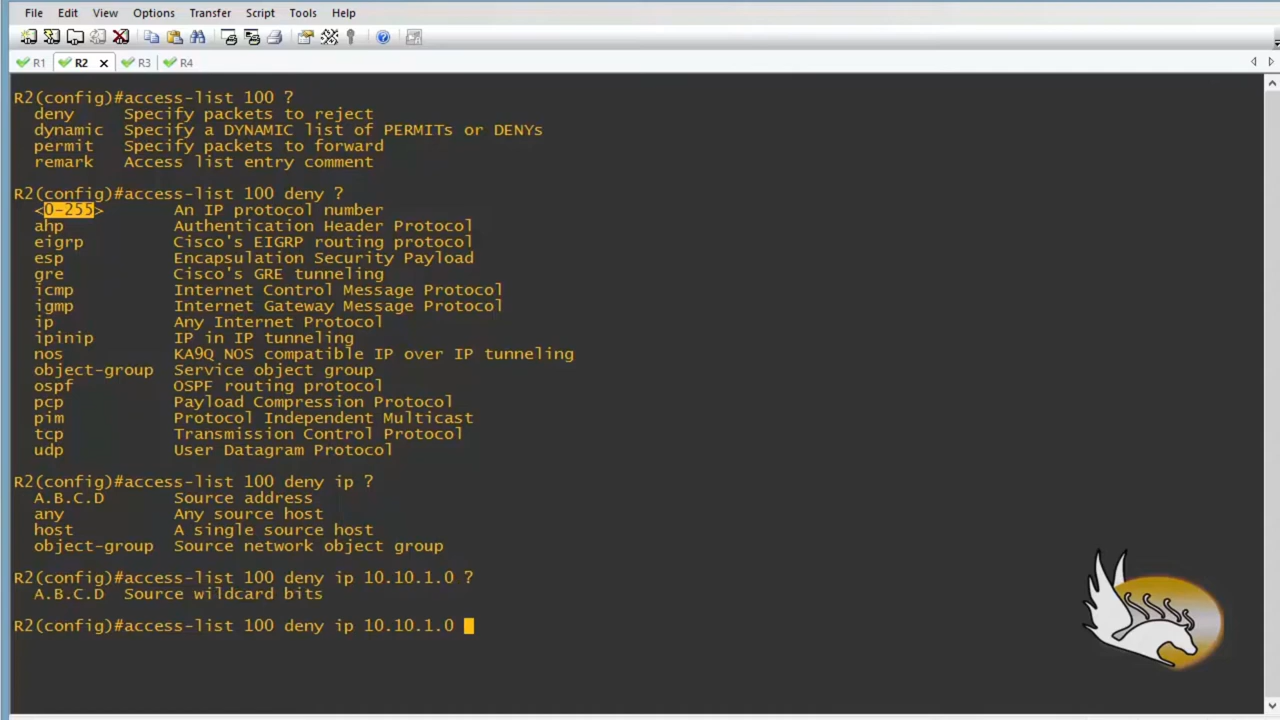 File Edit View Options Transfer Script Tools Help
R1 R2 x R3 R4
R2(config)#access-list 100 ?
deny Specify packets to reject
dynamic Specify a DYNAMIC list of PERMITs or DENYs
permit Specify packets to forward
remark Access list entry comment
R2(config)#access-list 100 deny ?
<0-255> An IP protocol number
ahp Authentication Header Protocol
eigrp Cisco's EIGRP routing protocol
esp Encapsulation Security Payload
gre Cisco's GRE tunneling
icmp Internet Control Message Protocol
igmp Internet Gateway Message Protocol
ip Any Internet Protocol
ipinip IP in IP tunneling
nos KA9Q NOS compatible IP over IP tunneling
object-group Service object group
ospf OSPF routing protocol
pcp Payload Compression Protocol
pim Protocol Independent Multicast
tcp Transmission Control Protocol
udp User Datagram Protocol
R2(config)#access-list 100 deny ip ?
A.B.C.D Source address
any Any source host
host A single source host
object-group Source network object group
R2(config)#access-list 100 deny ip 10.10.1.0 ?
A.B.C.D Source wildcard bits
R2(config)#access-list 100 deny ip 10.10.1.0